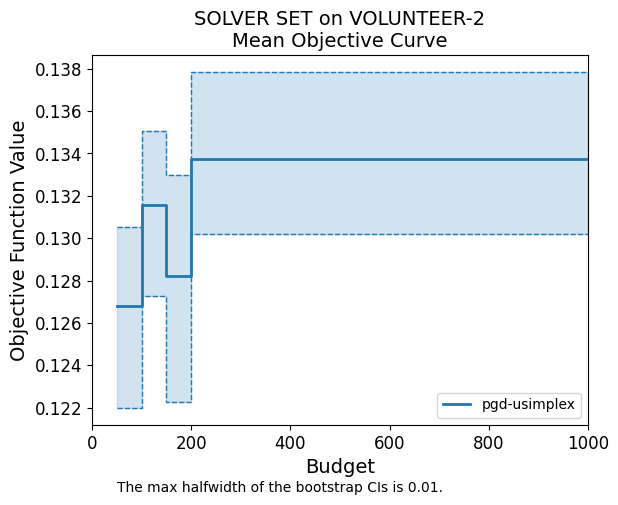 SOLVER SET on VOLUNTEER-2
Mean Objective Curve
Objective Function Value
0.138
0.136
0.134
0.132
0.130
0.128
0.126
0.124
0.122
pgd-usimplex
0 200 400 600 800 1000
Budget
The max halfwidth of the bootstrap CIs is 0.01.